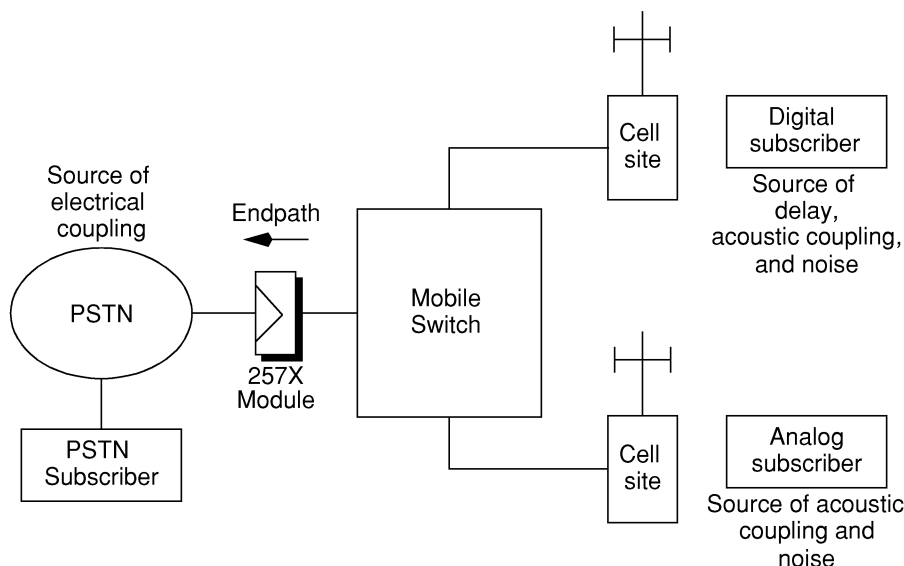 Cell
site
Digital
subscriber
Source of
delay,
acoustic coupling,
and noise
Source of
electrical
coupling
Endpath
PSTN
Mobile
Switch
257X
Module
PSTN
Subscriber
Cell
site
Analog
subscriber
Source of acoustic
coupling and
noise